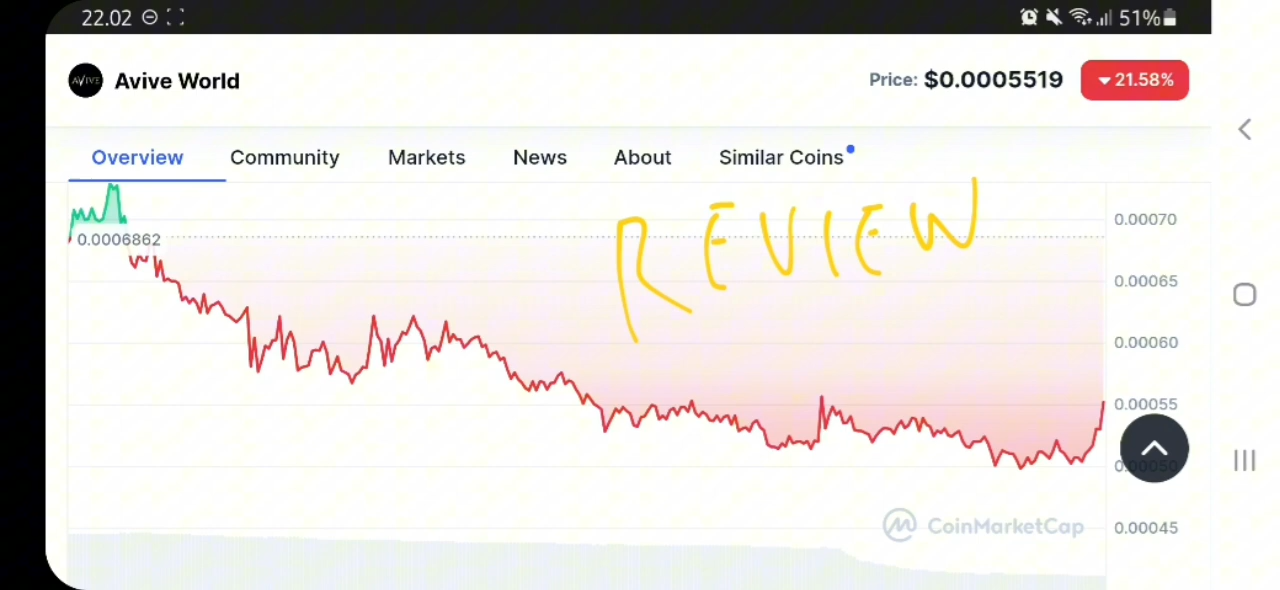 22.02 51%
AVIVE Avive World Price: $0.0005519 21.58%
Overview Community Markets News About Similar Coins
REVIEW
0.00070
0.0006862
0.00065
0.00060
0.00055
0.00050
CoinMarketCap
0.00045